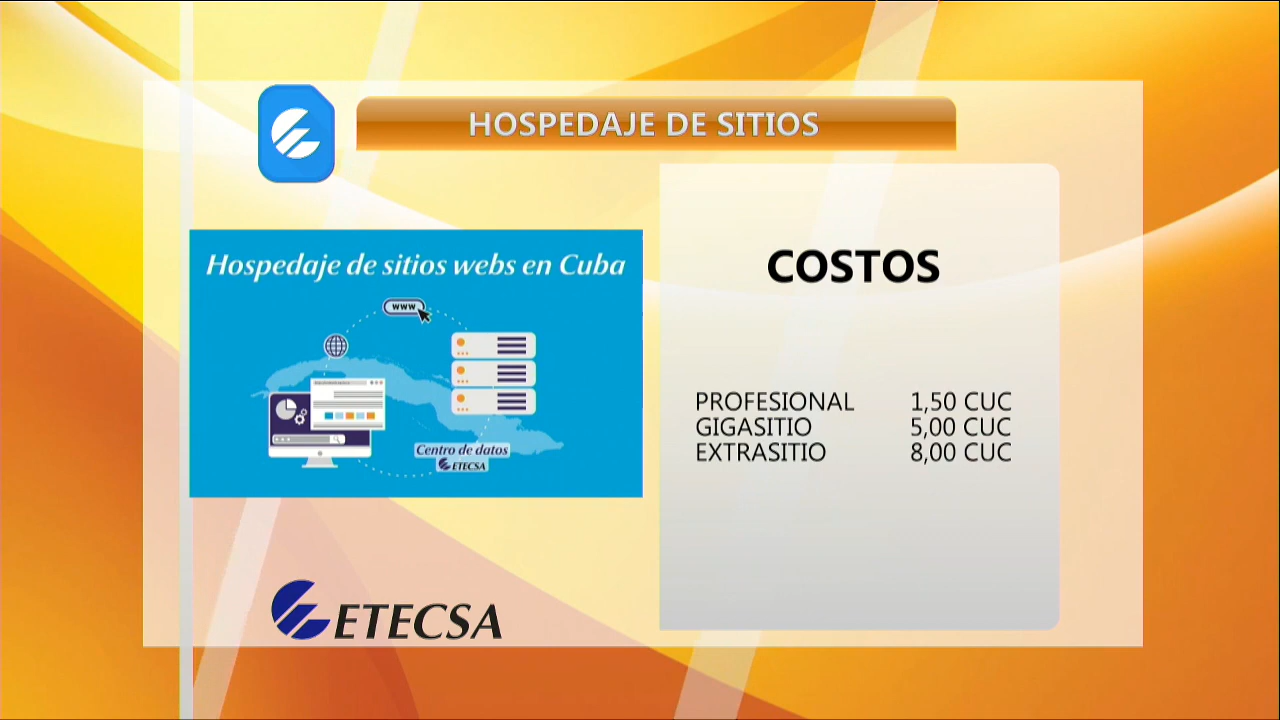 HOSPEDAJE DE SITIOS
Hospedaje de sitios webs en Cuba
www
Centro de datos
ETECSA
COSTOS
PROFESIONAL 1,50 CUC
GIGASITIO 5,00 CUC
EXTRASITIO 8,00 CUC
ETECSA